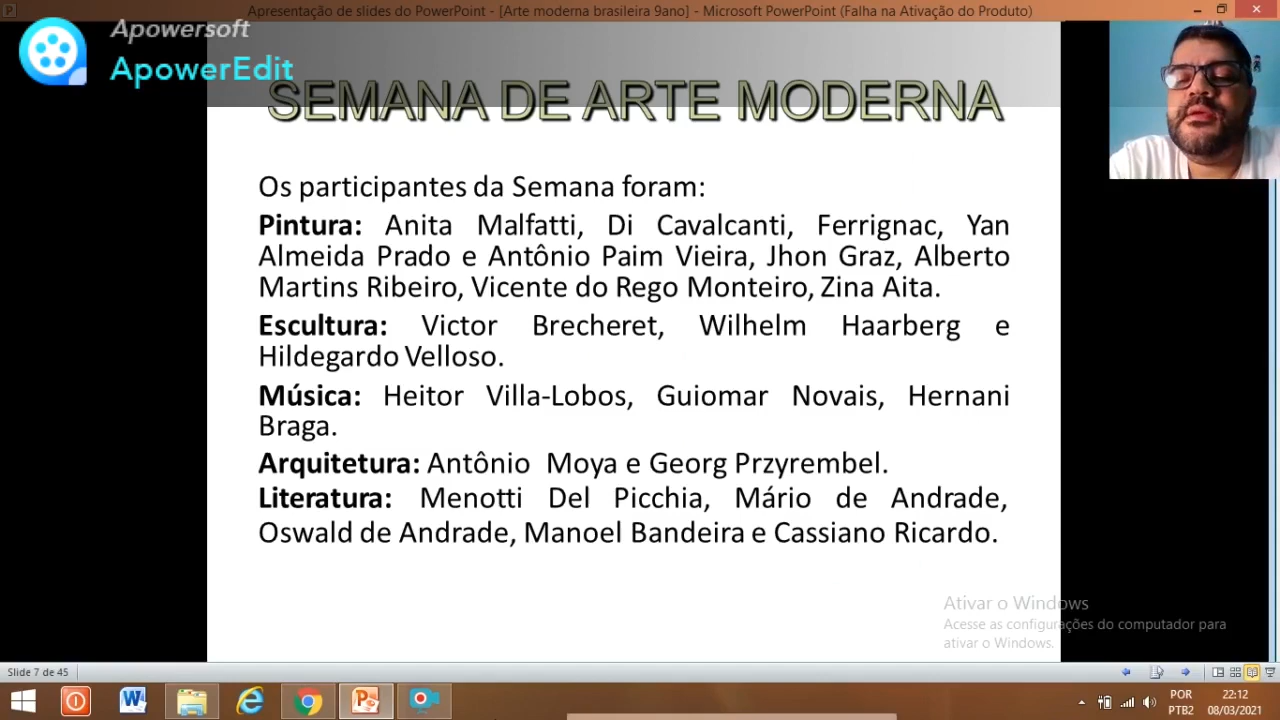 Apresentação de slides do PowerPoint - [Arte moderna brasileira 9ano] - Microsoft PowerPoint (Falha na Ativação do Produto)
Apowersoft
ApowerEdit
SEMANA DE ARTE MODERNA
Os participantes da Semana foram:
Pintura: Anita Malfatti, Di Cavalcanti, Ferrignac, Yan
Almeida Prado e Antônio Paim Vieira, Jhon Graz, Alberto
Martins Ribeiro, Vicente do Rego Monteiro, Zina Aita.
Escultura: Victor Brecheret, Wilhelm Haarberg e
Hildegardo Velloso.
Música: Heitor Villa-Lobos, Guiomar Novais, Hernani
Braga.
Arquitetura: Antônio Moya e Georg Przyrembel.
Literatura: Menotti Del Picchia, Mário de Andrade,
Oswald de Andrade, Manoel Bandeira e Cassiano Ricardo.
Ativar o Windows
Acesse as configurações do computador para
ativar o Windows.
Slide 7 de 45
POR
PTB2
22:12
08/03/2021